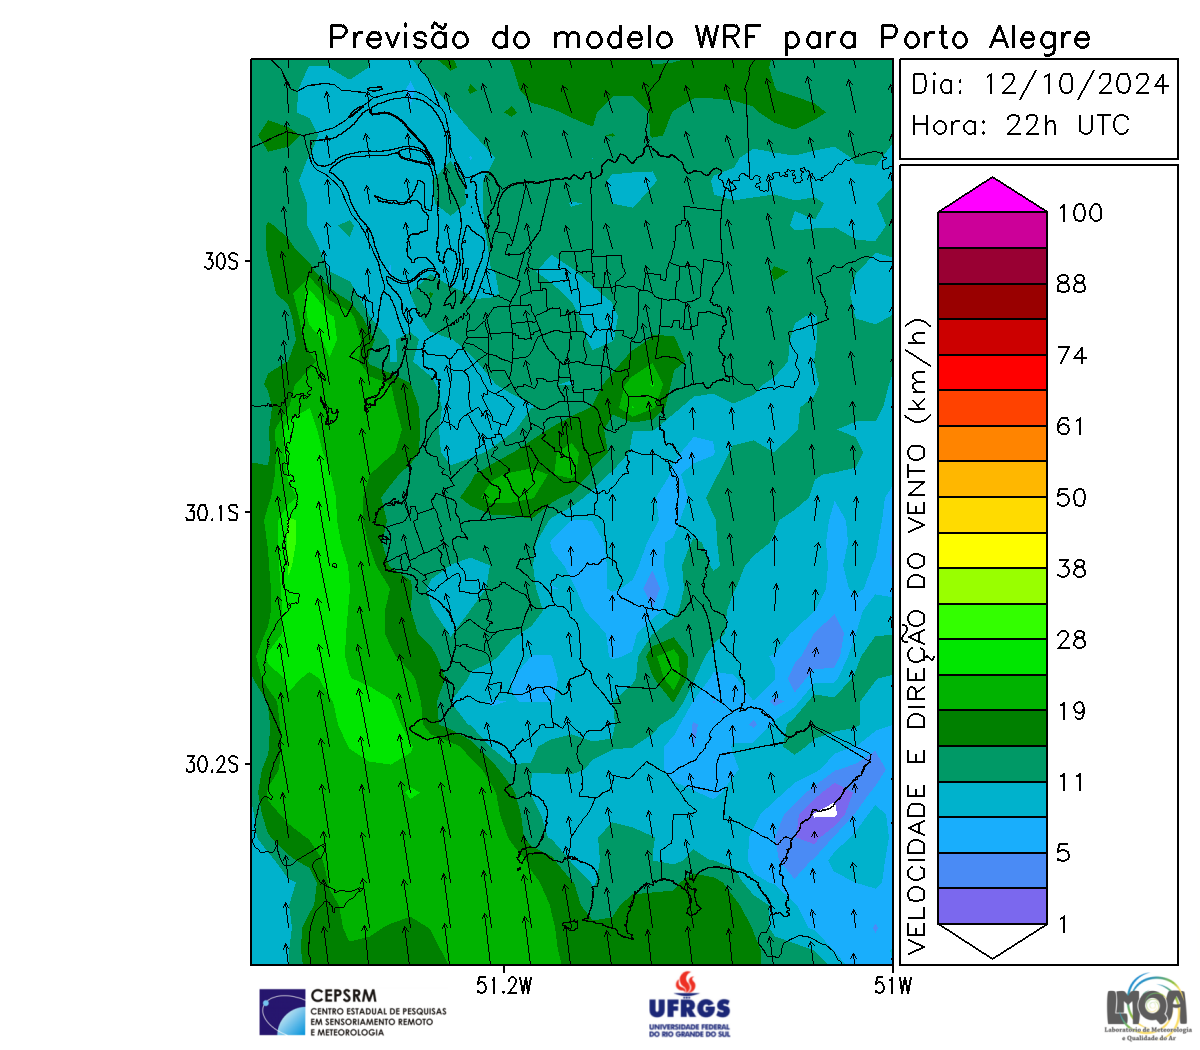 Previsão do modelo WRF para Porto Alegre
Dia: 12/10/2024
Hora: 22h UTC
30S
30.1S
30.2S
51.2W
51W
VELOCIDADE E DIREÇÃO DO VENTO (km/h)
100
88
74
61
50
38
28
19
11
5
1
CEPSRM
CENTRO ESTADUAL DE PESQUISAS
EM SENSORIAMENTO REMOTO
E METEOROLOGIA
UFRGS
UNIVERSIDADE FEDERAL
DO RIO GRANDE DO SUL
LMQA
Laboratório de Meteorologia
e Qualidade do Ar